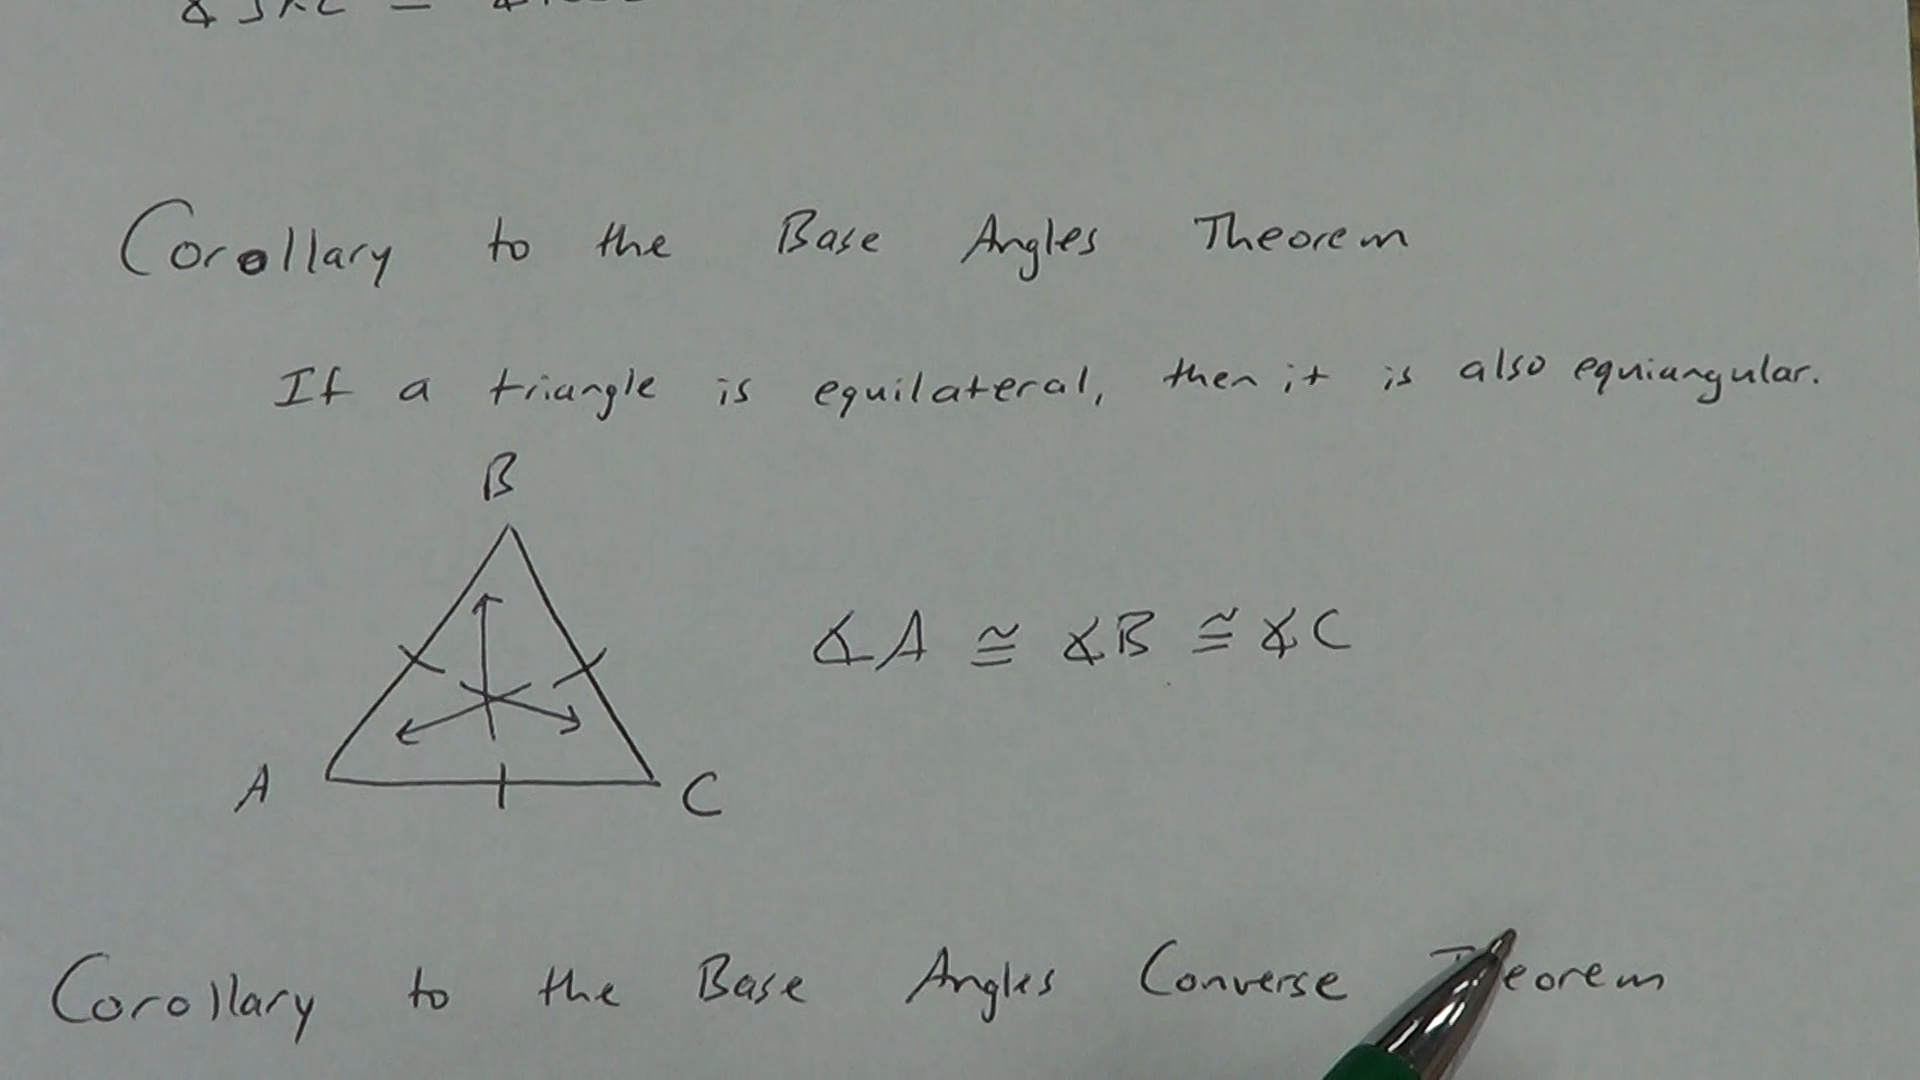 Corollary to the Base Angles Theorem
If a triangle is equilateral, then it is also equiangular.
B
∡A ≅ ∡B ≅ ∡C
A C
Corollary to the Base Angles Converse Theorem